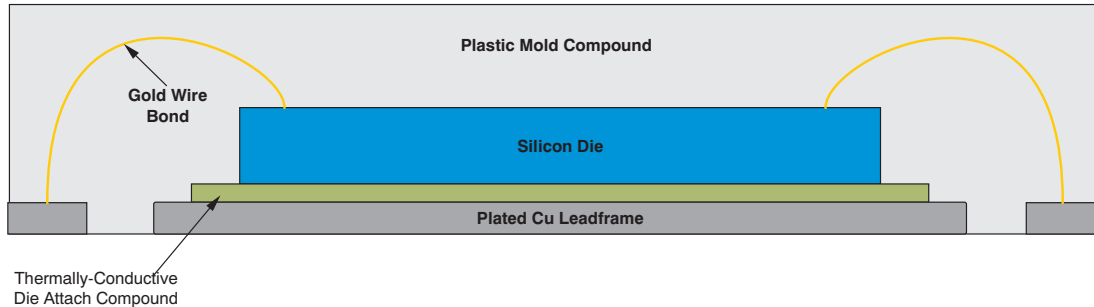 Plastic Mold Compound
Gold Wire
Bond
Silicon Die
Plated Cu Leadframe
Thermally-Conductive
Die Attach Compound